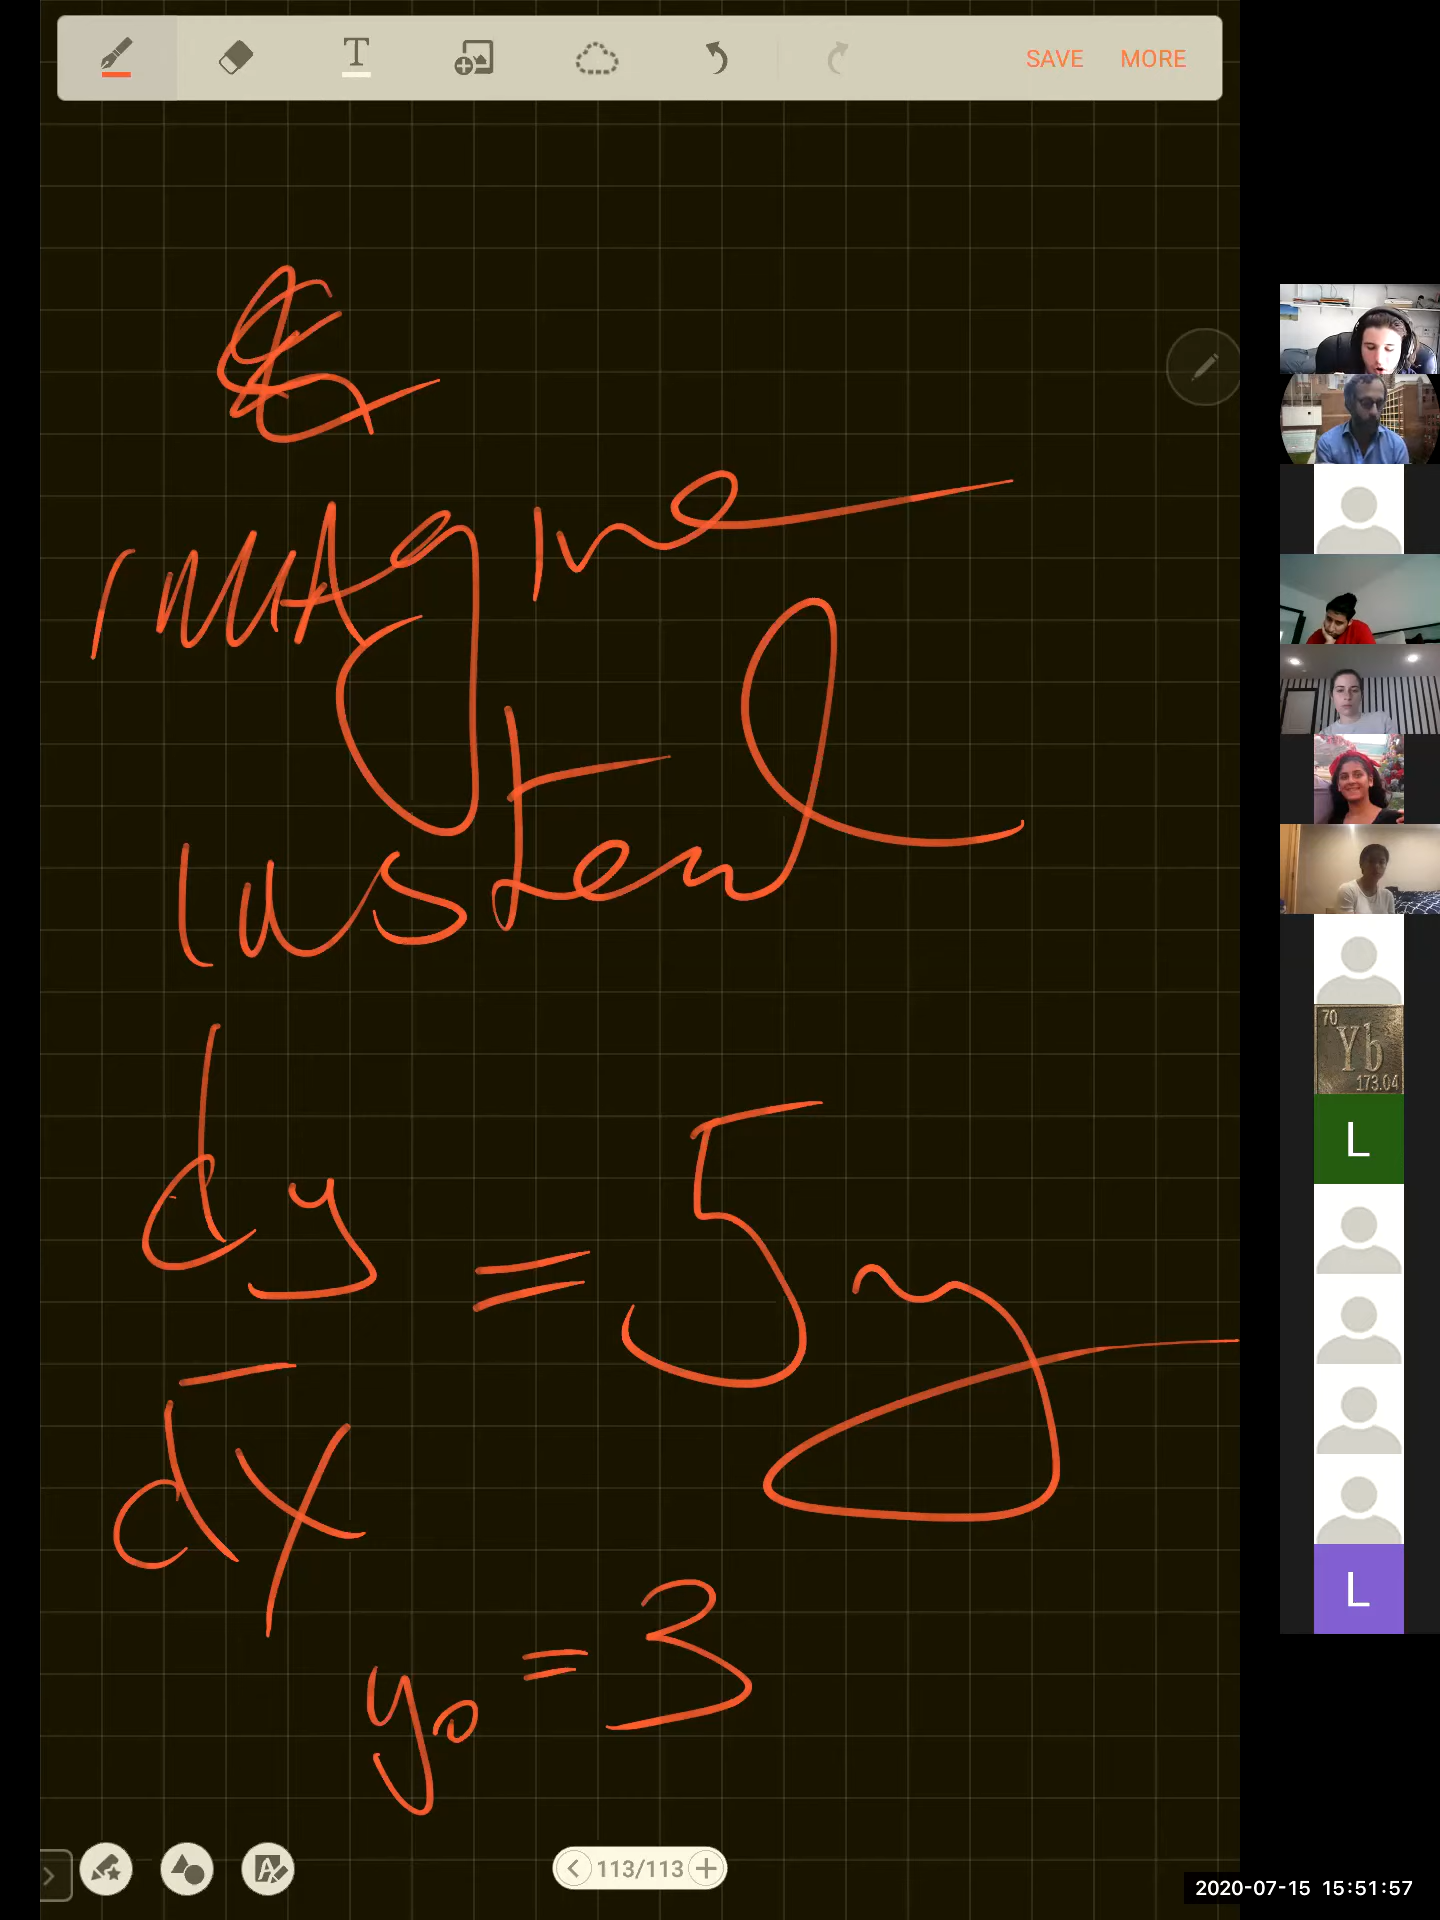 T
SAVE MORE
Imagine
Instead
dy
= 5y
dx
y₀ = 3
70
Yb
173.04
L
L
113/113
2020-07-15 15:51:57